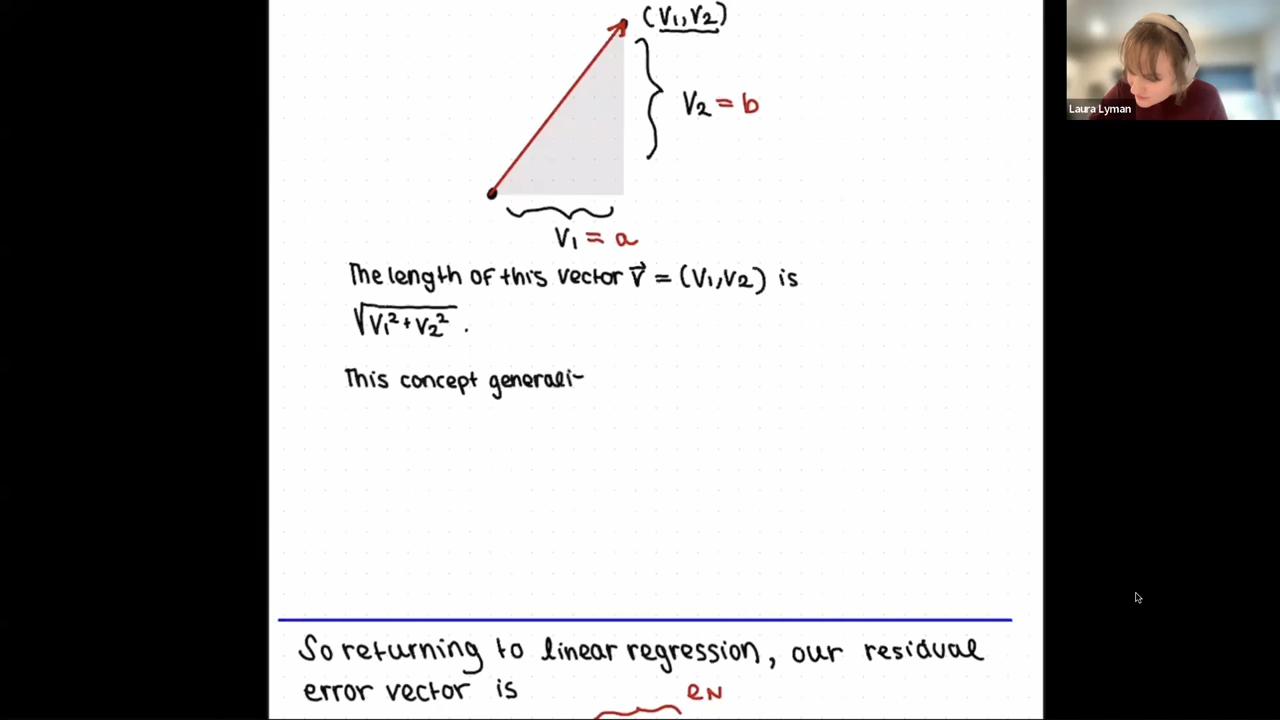 (V1,V2)
Laura Lyman
V2 = b
V1 = a
The length of this vector v⃗ = (V1,V2) is
√V1²+V2² .
This concept generali-
So returning to linear regression, our residual
error vector is
eN